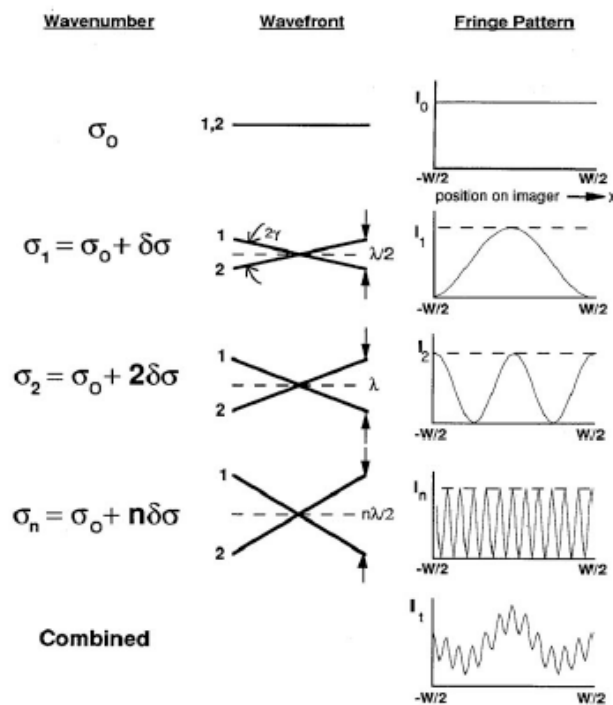 Wavenumber Wavefront Fringe Pattern
σ₀ 1,2 I₀
-W/2 W/2
position on imager x
σ₁ = σ₀ + δσ 1 2γ λ/2 I₁
2
-W/2 W/2
σ₂ = σ₀ + 2δσ 1 λ I₂
2
-W/2 W/2
σₙ = σ₀ + nδσ 1 nλ/2 Iₙ
2
-W/2 W/2
Combined I t
-W/2 W/2